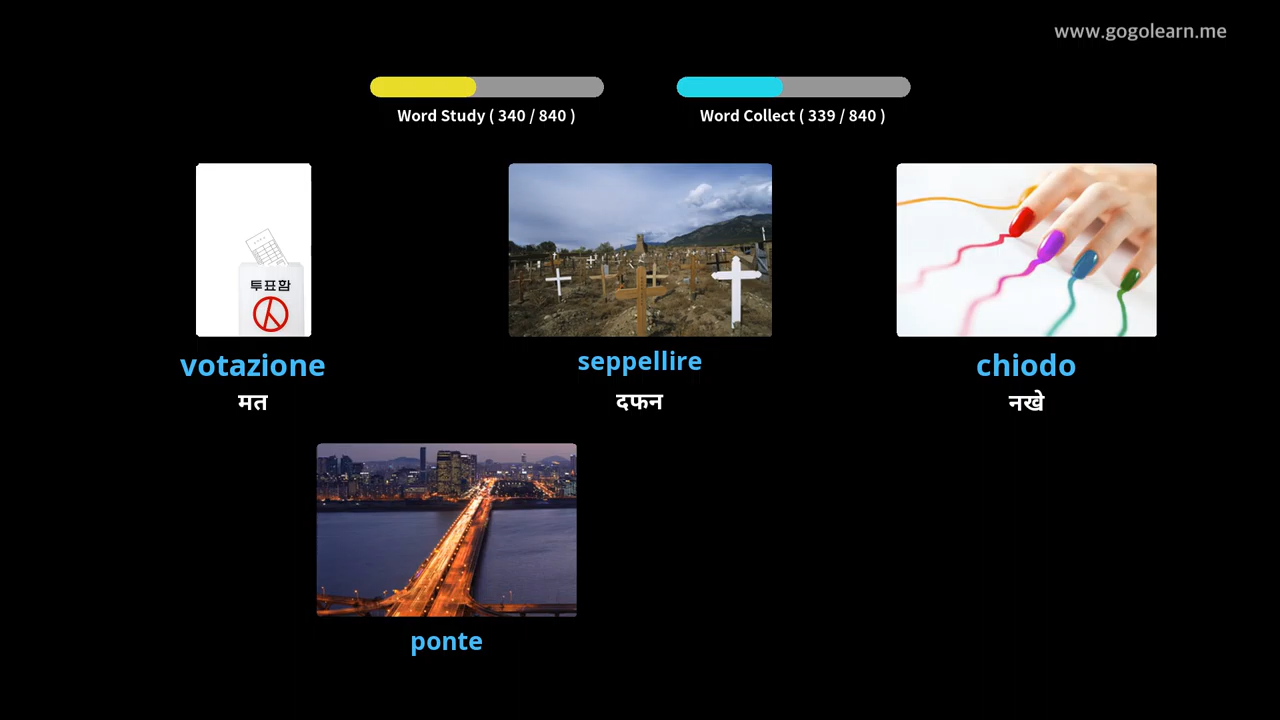 www.gogolearn.me
Word Study ( 340 / 840 )
Word Collect ( 339 / 840 )
투표함
votazione
seppellire
chiodo
मत
दफन
नखे
ponte